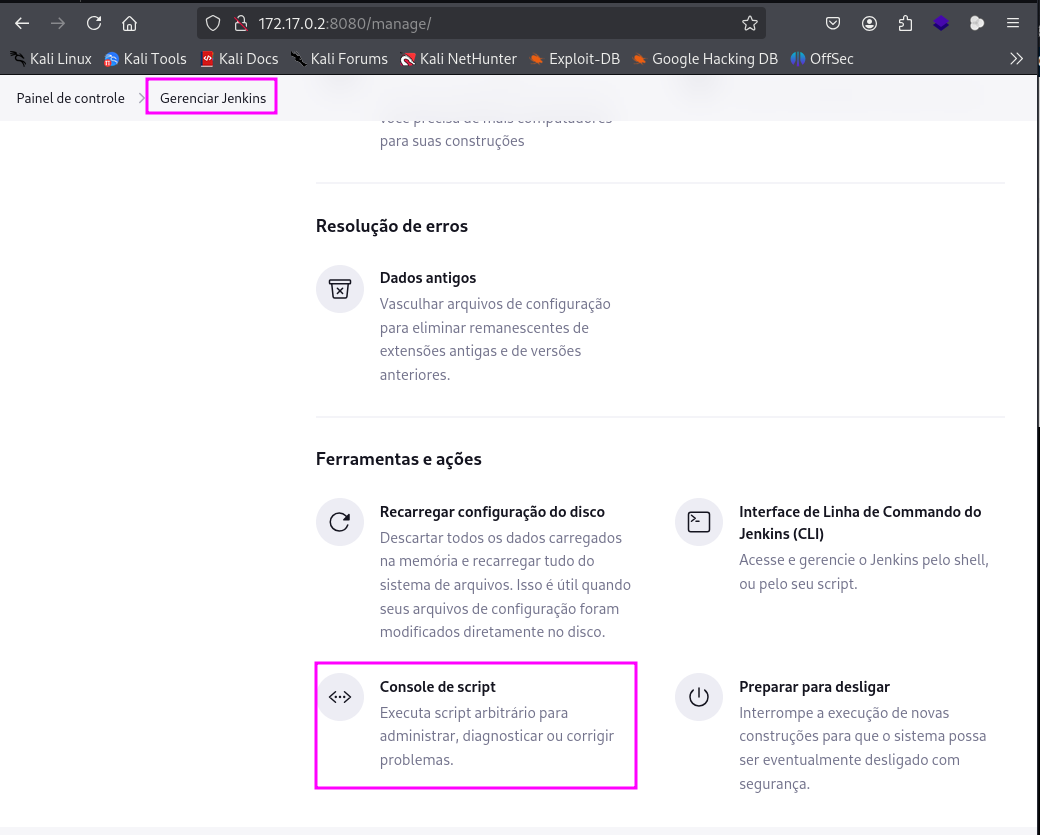 172.17.0.2:8080/manage/
Kali Linux Kali Tools Kali Docs Kali Forums Kali NetHunter Exploit-DB Google Hacking DB OffSec
Painel de controle > Gerenciar Jenkins
você precisa de mais computadores
para suas construções
Resolução de erros
Dados antigos
Vasculhar arquivos de configuração
para eliminar remanescentes de
extensões antigas e de versões
anteriores.
Ferramentas e ações
Recarregar configuração do disco
Descartar todos os dados carregados
na memória e recarregar tudo do
sistema de arquivos. Isso é útil quando
seus arquivos de configuração foram
modificados diretamente no disco.
Interface de Linha de Comando do
Jenkins (CLI)
Acesse e gerencie o Jenkins pelo shell,
ou pelo seu script.
Console de script
Executa script arbitrário para
administrar, diagnosticar ou corrigir
problemas.
Preparar para desligar
Interrompe a execução de novas
construções para que o sistema possa
ser eventualmente desligado com
segurança.